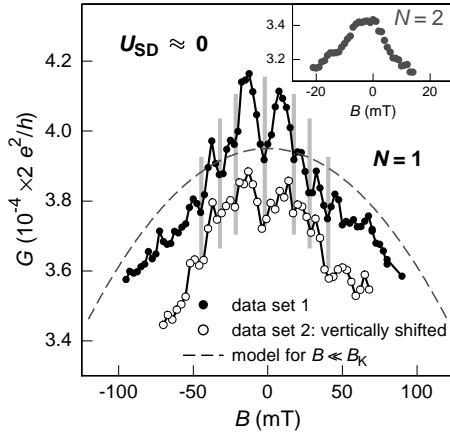 U_SD ≈ 0
N = 2
3.4
3.2
-20 0 20
B (mT)
N = 1
4.2
4.0
3.8
3.6
3.4
G (10⁻⁴ ×2 e²/h)
data set 1
data set 2: vertically shifted
model for B ≪ B_K
-100 -50 0 50 100
B (mT)